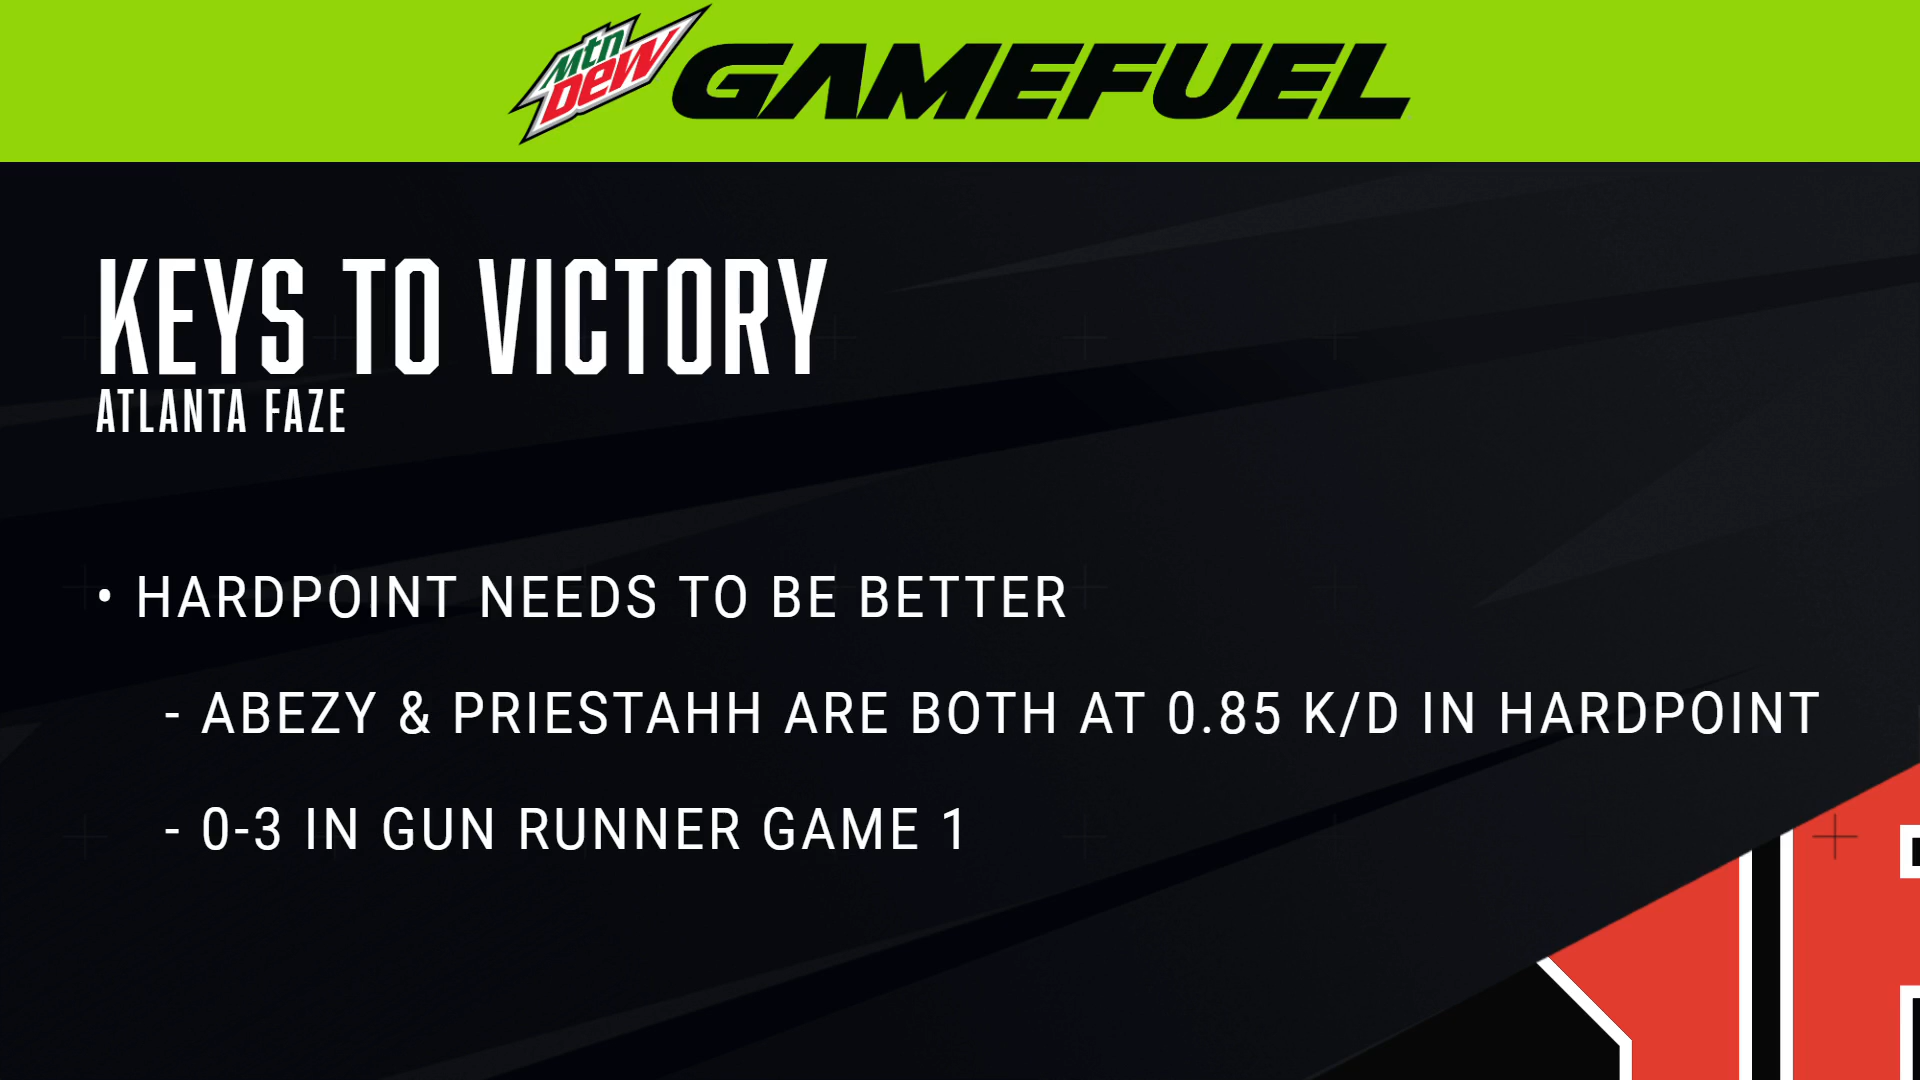 mtn
DEW GAMEFUEL
KEYS TO VICTORY
ATLANTA FAZE
• HARDPOINT NEEDS TO BE BETTER
- ABEZY & PRIESTAHH ARE BOTH AT 0.85 K/D IN HARDPOINT
- 0-3 IN GUN RUNNER GAME 1